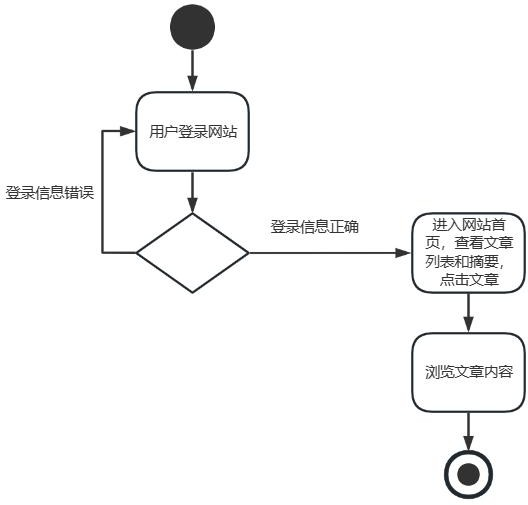 用户登录网站
登录信息错误
登录信息正确
进入网站首
页，查看文章
列表和摘要，
点击文章
浏览文章内容